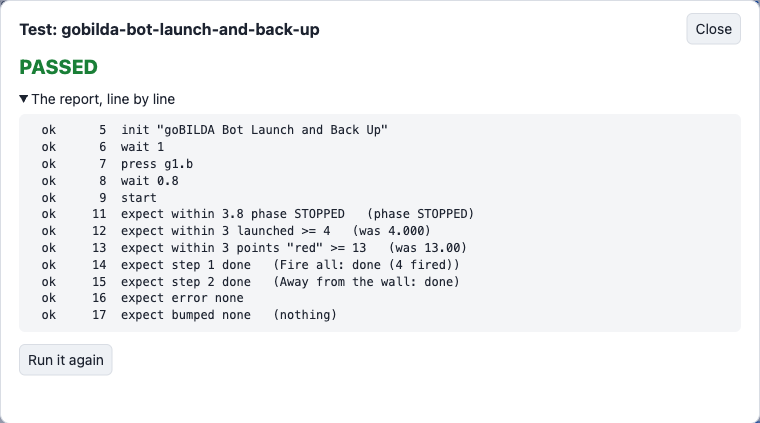 Test: gobilda-bot-launch-and-back-up
Close
PASSED
▼ The report, line by line
ok 5 init "goBILDA Bot Launch and Back Up"
ok 6 wait 1
ok 7 press g1.b
ok 8 wait 0.8
ok 9 start
ok 11 expect within 3.8 phase STOPPED (phase STOPPED)
ok 12 expect within 3 launched >= 4 (was 4.000)
ok 13 expect within 3 points "red" >= 13 (was 13.00)
ok 14 expect step 1 done (Fire all: done (4 fired))
ok 15 expect step 2 done (Away from the wall: done)
ok 16 expect error none
ok 17 expect bumped none (nothing)
Run it again